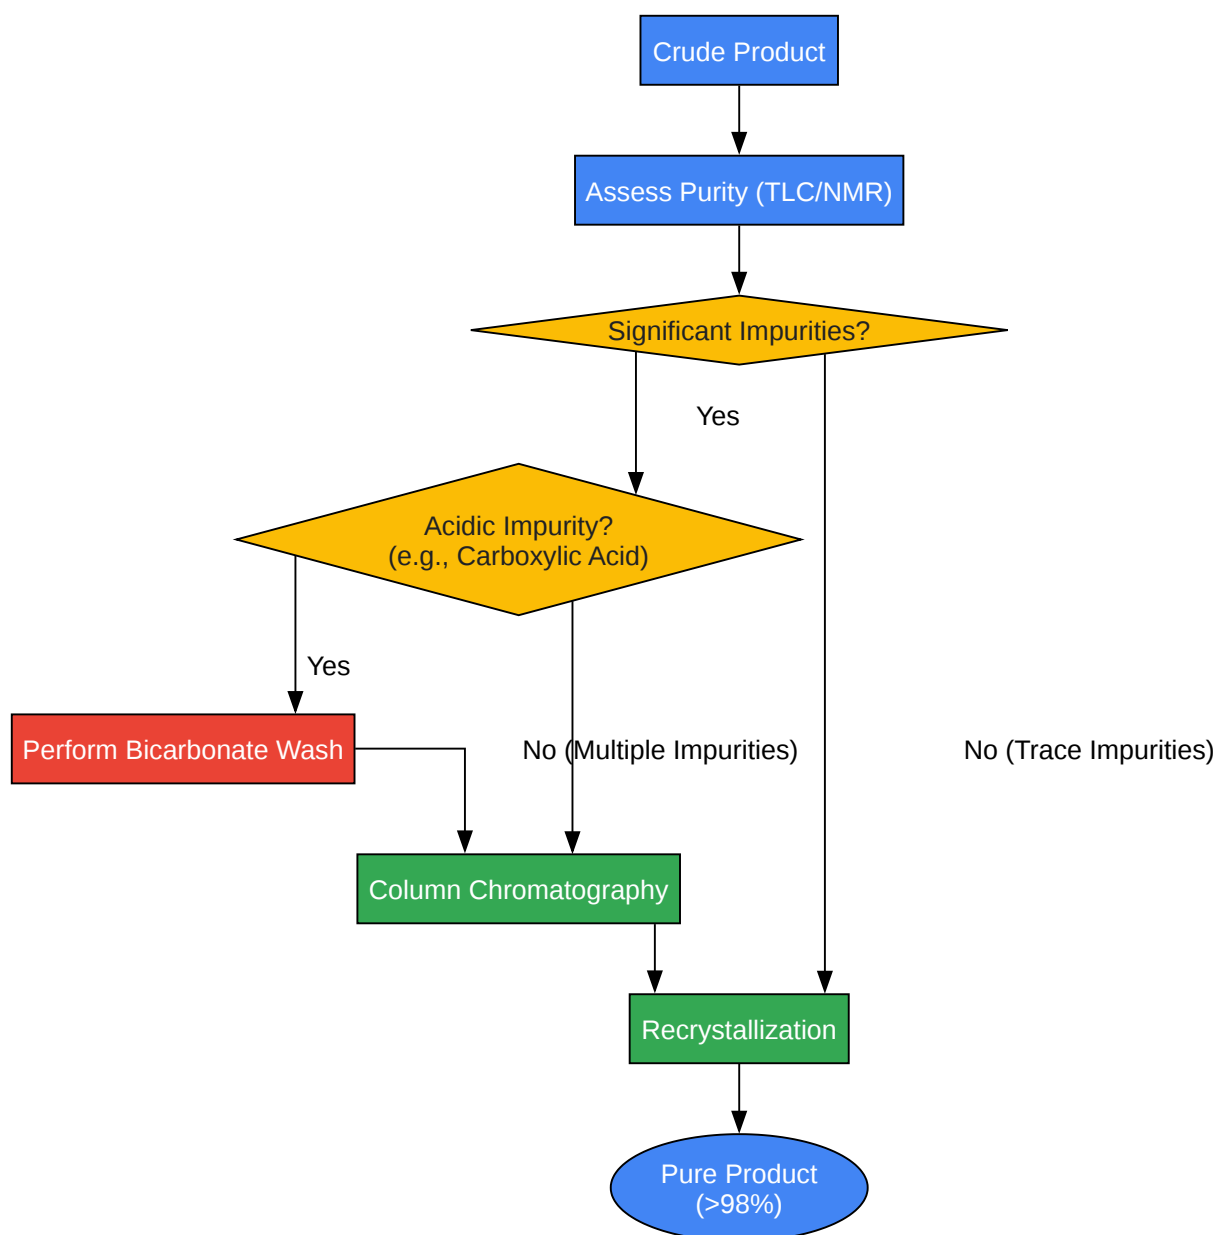 Crude Product
Assess Purity (TLC/NMR)
Significant Impurities?
Yes
Acidic Impurity?
(e.g., Carboxylic Acid)
Yes
Perform Bicarbonate Wash
No (Multiple Impurities)
No (Trace Impurities)
Column Chromatography
Recrystallization
Pure Product
(>98%)